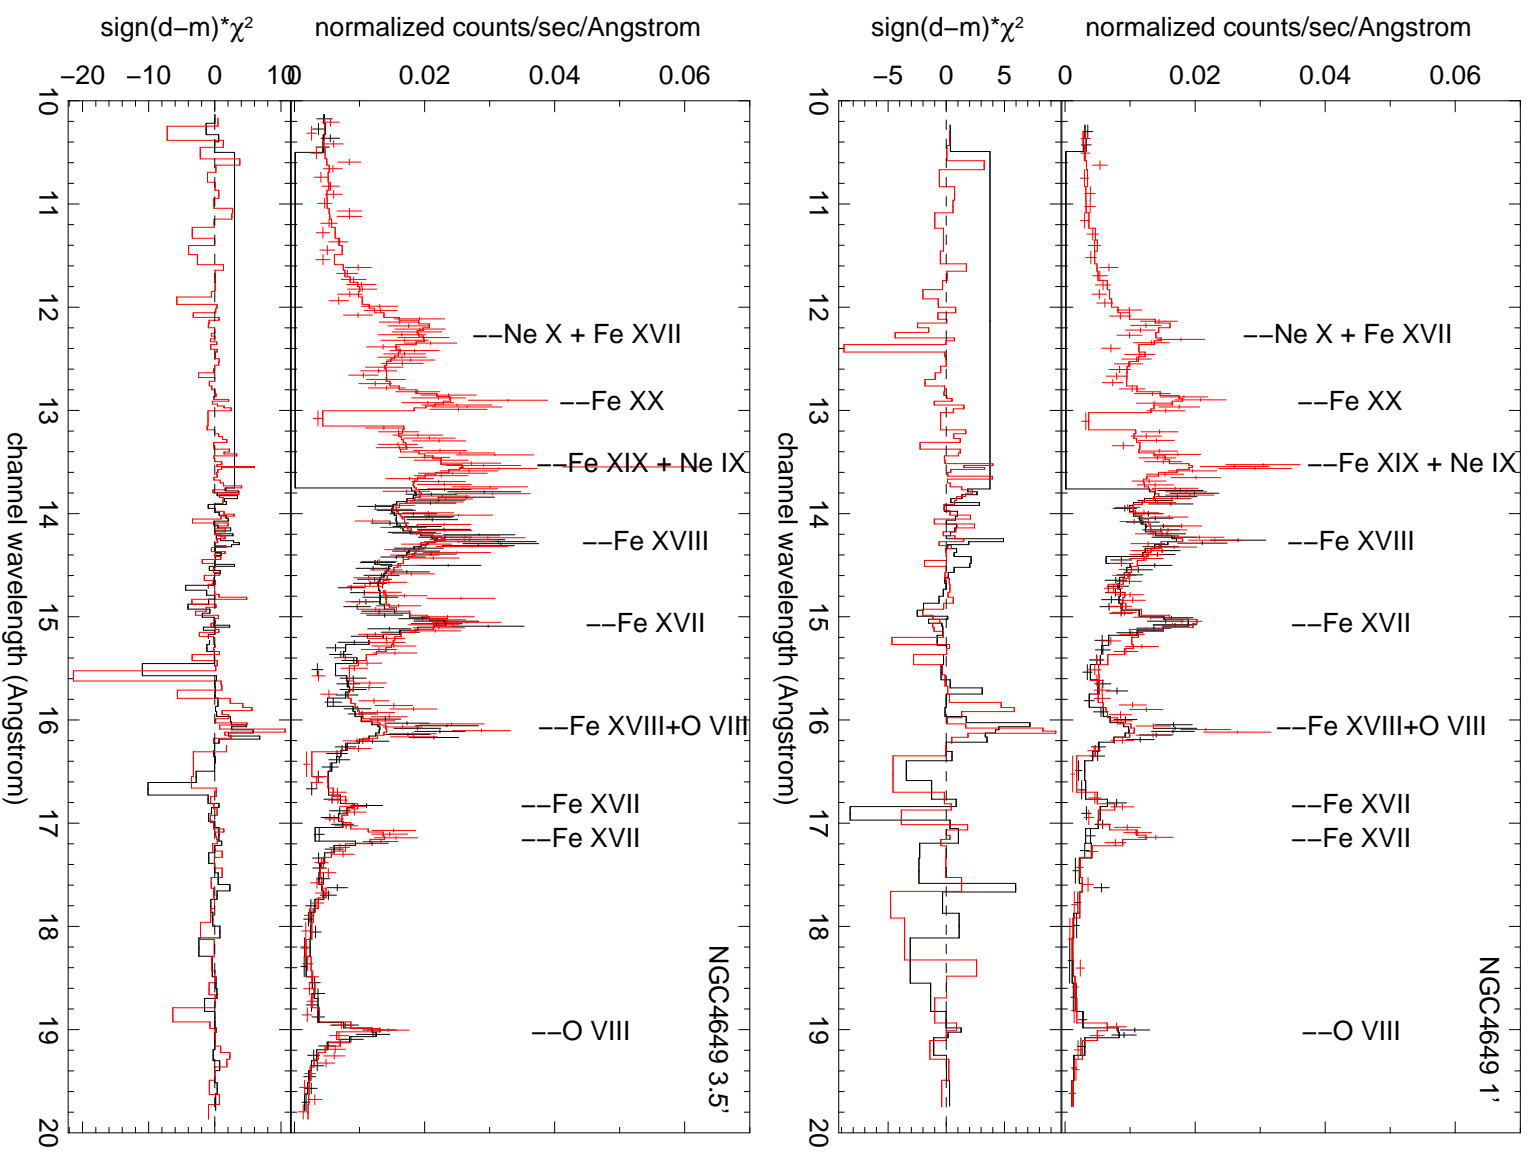 sign(d−m)*χ²
normalized counts/sec/Angstrom
sign(d−m)*χ²
normalized counts/sec/Angstrom
−20 −10 0 10
0 0.02 0.04 0.06
−5 0 5
0 0.02 0.04 0.06
10 11 12 13 14 15 16 17 18 19 20
channel wavelength (Angstrom)
−−Ne X + Fe XVII
−−Fe XX
−−Fe XIX + Ne IX
−−Fe XVIII
−−Fe XVII
−−Fe XVIII+O VIII
−−Fe XVII
−−Fe XVII
−−O VIII
NGC4649 3.5'
10 11 12 13 14 15 16 17 18 19 20
channel wavelength (Angstrom)
−−Ne X + Fe XVII
−−Fe XX
−−Fe XIX + Ne IX
−−Fe XVIII
−−Fe XVII
−−Fe XVIII+O VIII
−−Fe XVII
−−Fe XVII
−−O VIII
NGC4649 1'